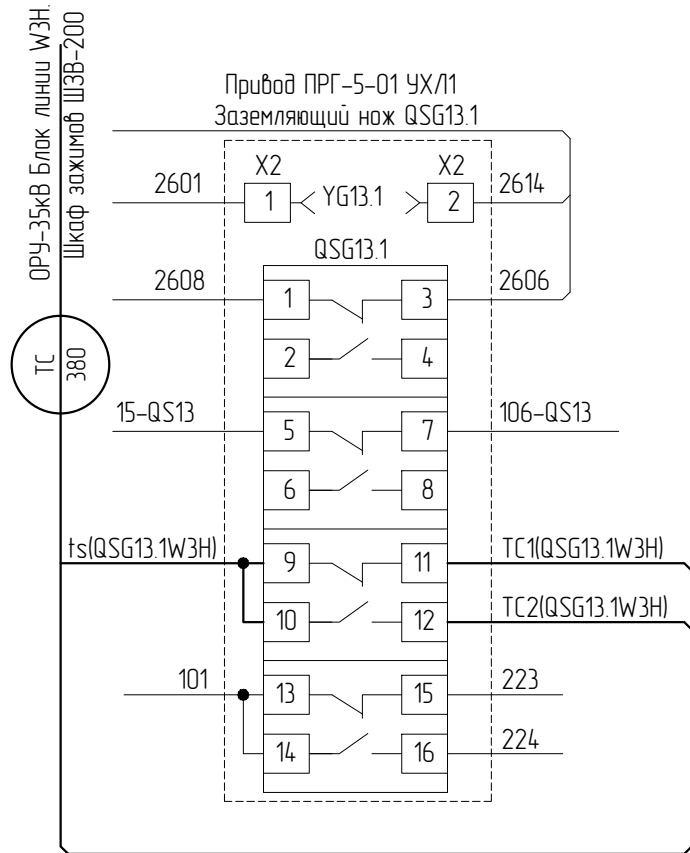 ОРУ-35кВ Блок линии W3Н.
Шкаф зажимов ШЗВ-200
Привод ПРГ-5-01 УХЛ1
Заземляющий нож QSG13.1
X2
X2
2601
1
YG13.1
2
2614
QSG13.1
2608
1
3
2606
2
4
ТС
380
15-QS13
5
7
106-QS13
6
8
ts(QSG13.1W3H)
9
11
TC1(QSG13.1W3H)
10
12
TC2(QSG13.1W3H)
101
13
15
223
14
16
224